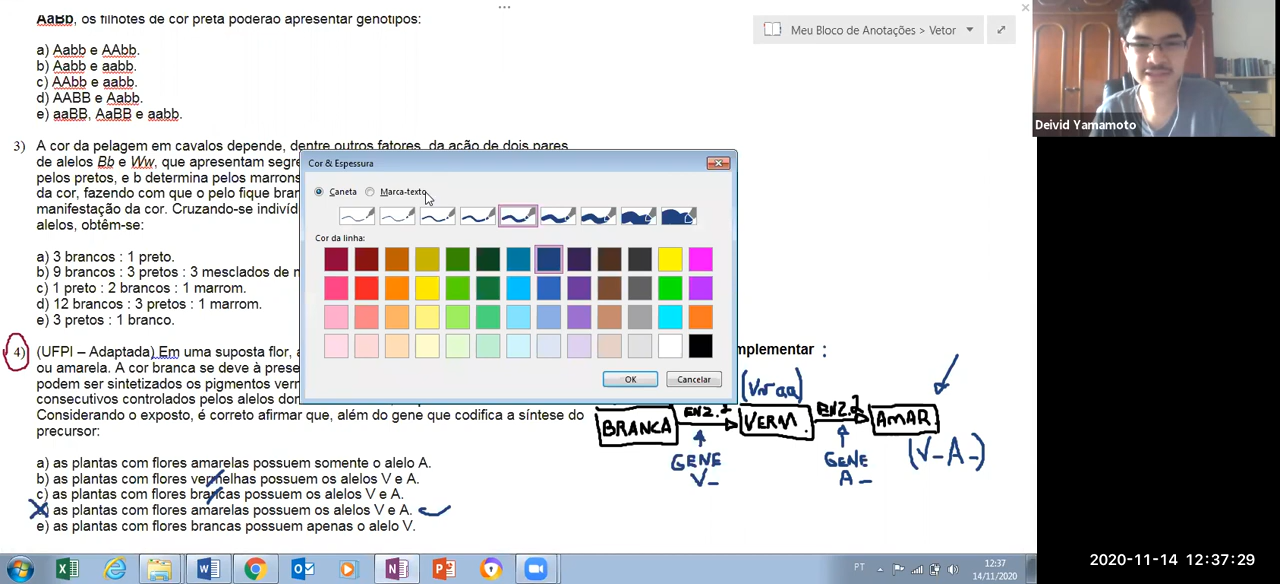 AaBb, os filhotes de cor preta poderão apresentar genótipos:
a) Aabb e AAbb.
b) Aabb e aabb.
c) AAbb e aabb.
d) AABB e Aabb.
e) aaBB, AaBB e aabb.
Meu Bloco de Anotações > Vetor
Deivid Yamamoto
3) A cor da pelagem em cavalos depende, dentre outros fatores, da ação de dois pares
de alelos Bb e Ww, que apresentam segre
pelos pretos, e b determina pelos marrons
da cor, fazendo com que o pelo fique bran
manifestação da cor. Cruzando-se indivíd
alelos, obtêm-se:
a) 3 brancos : 1 preto.
b) 9 brancos : 3 pretos : 3 mesclados de m
c) 1 preto : 2 brancos : 1 marrom.
d) 12 brancos : 3 pretos : 1 marrom.
e) 3 pretos : 1 branco.
Cor & Espessura
Caneta Marca-texto
Cor da linha:
OK Cancelar
4) (UFPI – Adaptada) Em uma suposta flor, a
ou amarela. A cor branca se deve à prese
podem ser sintetizados os pigmentos verm
consecutivos controlados pelos alelos dom
Considerando o exposto, é correto afirmar que, além do gene que codifica a síntese do
precursor:
a) as plantas com flores amarelas possuem somente o alelo A.
b) as plantas com flores vermelhas possuem os alelos V e A.
c) as plantas com flores brancas possuem os alelos V e A.
as plantas com flores amarelas possuem os alelos V e A.
e) as plantas com flores brancas possuem apenas o alelo V.
mplementar :
BRANCA VERM. ENZ. 2 AMAR.
GENE GENE (V_A_)
V_ A_
PT
12:37
14/11/2020
2020-11-14 12:37:29